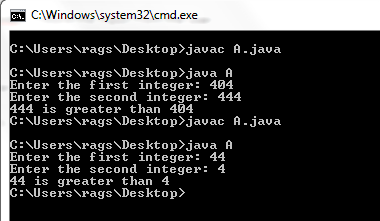 C:\Windows\system32\cmd.exe
C:\Users\rags\Desktop>javac A.java
C:\Users\rags\Desktop>java A
Enter the first integer: 404
Enter the second integer: 444
444 is greater than 404
C:\Users\rags\Desktop>javac A.java
C:\Users\rags\Desktop>java A
Enter the first integer: 44
Enter the second integer: 4
44 is greater than 4
C:\Users\rags\Desktop>